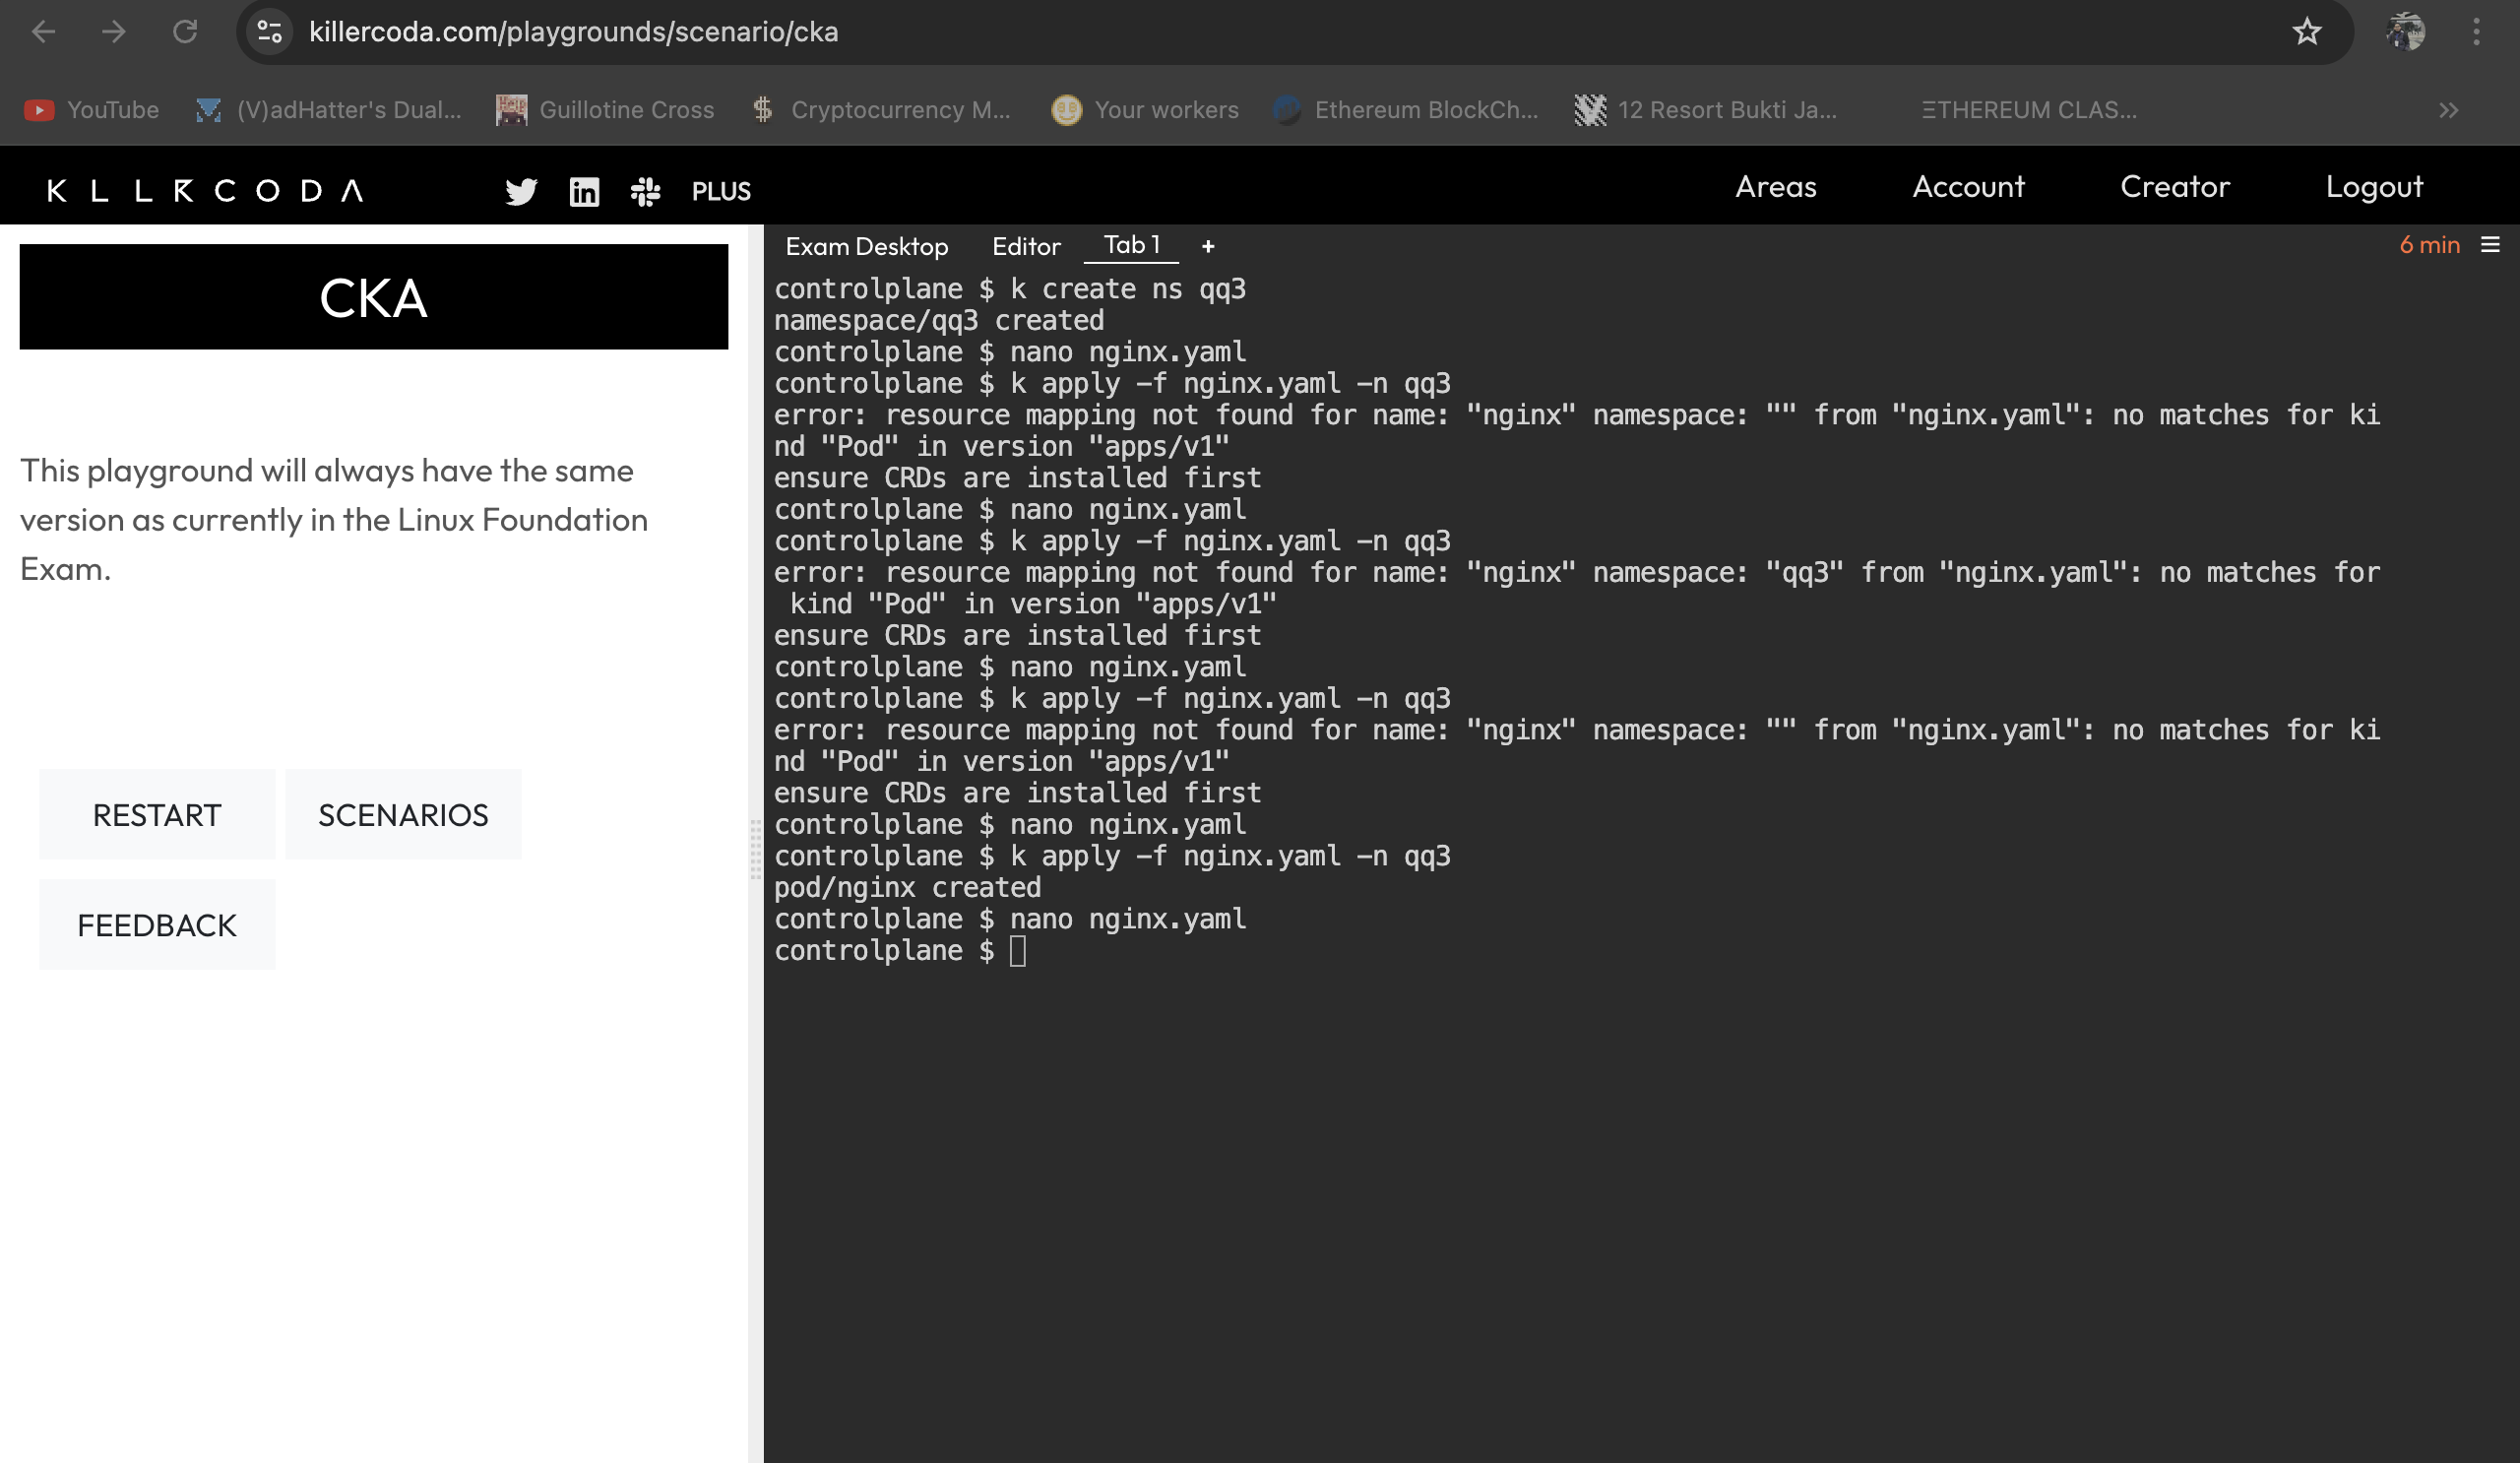 killercoda.com/playgrounds/scenario/cka
YouTube
(V)adHatter's Dual...
Guillotine Cross
Cryptocurrency M...
Your workers
Ethereum BlockCh...
12 Resort Bukti Ja...
ΞTHEREUM CLAS...
KLLRCODA
PLUS
Areas
Account
Creator
Logout
CKA
This playground will always have the same
version as currently in the Linux Foundation
Exam.
RESTART
SCENARIOS
FEEDBACK
Exam Desktop
Editor
Tab 1
+
6 min
controlplane $ k create ns qq3
namespace/qq3 created
controlplane $ nano nginx.yaml
controlplane $ k apply -f nginx.yaml -n qq3
error: resource mapping not found for name: "nginx" namespace: "" from "nginx.yaml": no matches for ki
nd "Pod" in version "apps/v1"
ensure CRDs are installed first
controlplane $ nano nginx.yaml
controlplane $ k apply -f nginx.yaml -n qq3
error: resource mapping not found for name: "nginx" namespace: "qq3" from "nginx.yaml": no matches for
 kind "Pod" in version "apps/v1"
ensure CRDs are installed first
controlplane $ nano nginx.yaml
controlplane $ k apply -f nginx.yaml -n qq3
error: resource mapping not found for name: "nginx" namespace: "" from "nginx.yaml": no matches for ki
nd "Pod" in version "apps/v1"
ensure CRDs are installed first
controlplane $ nano nginx.yaml
controlplane $ k apply -f nginx.yaml -n qq3
pod/nginx created
controlplane $ nano nginx.yaml
controlplane $